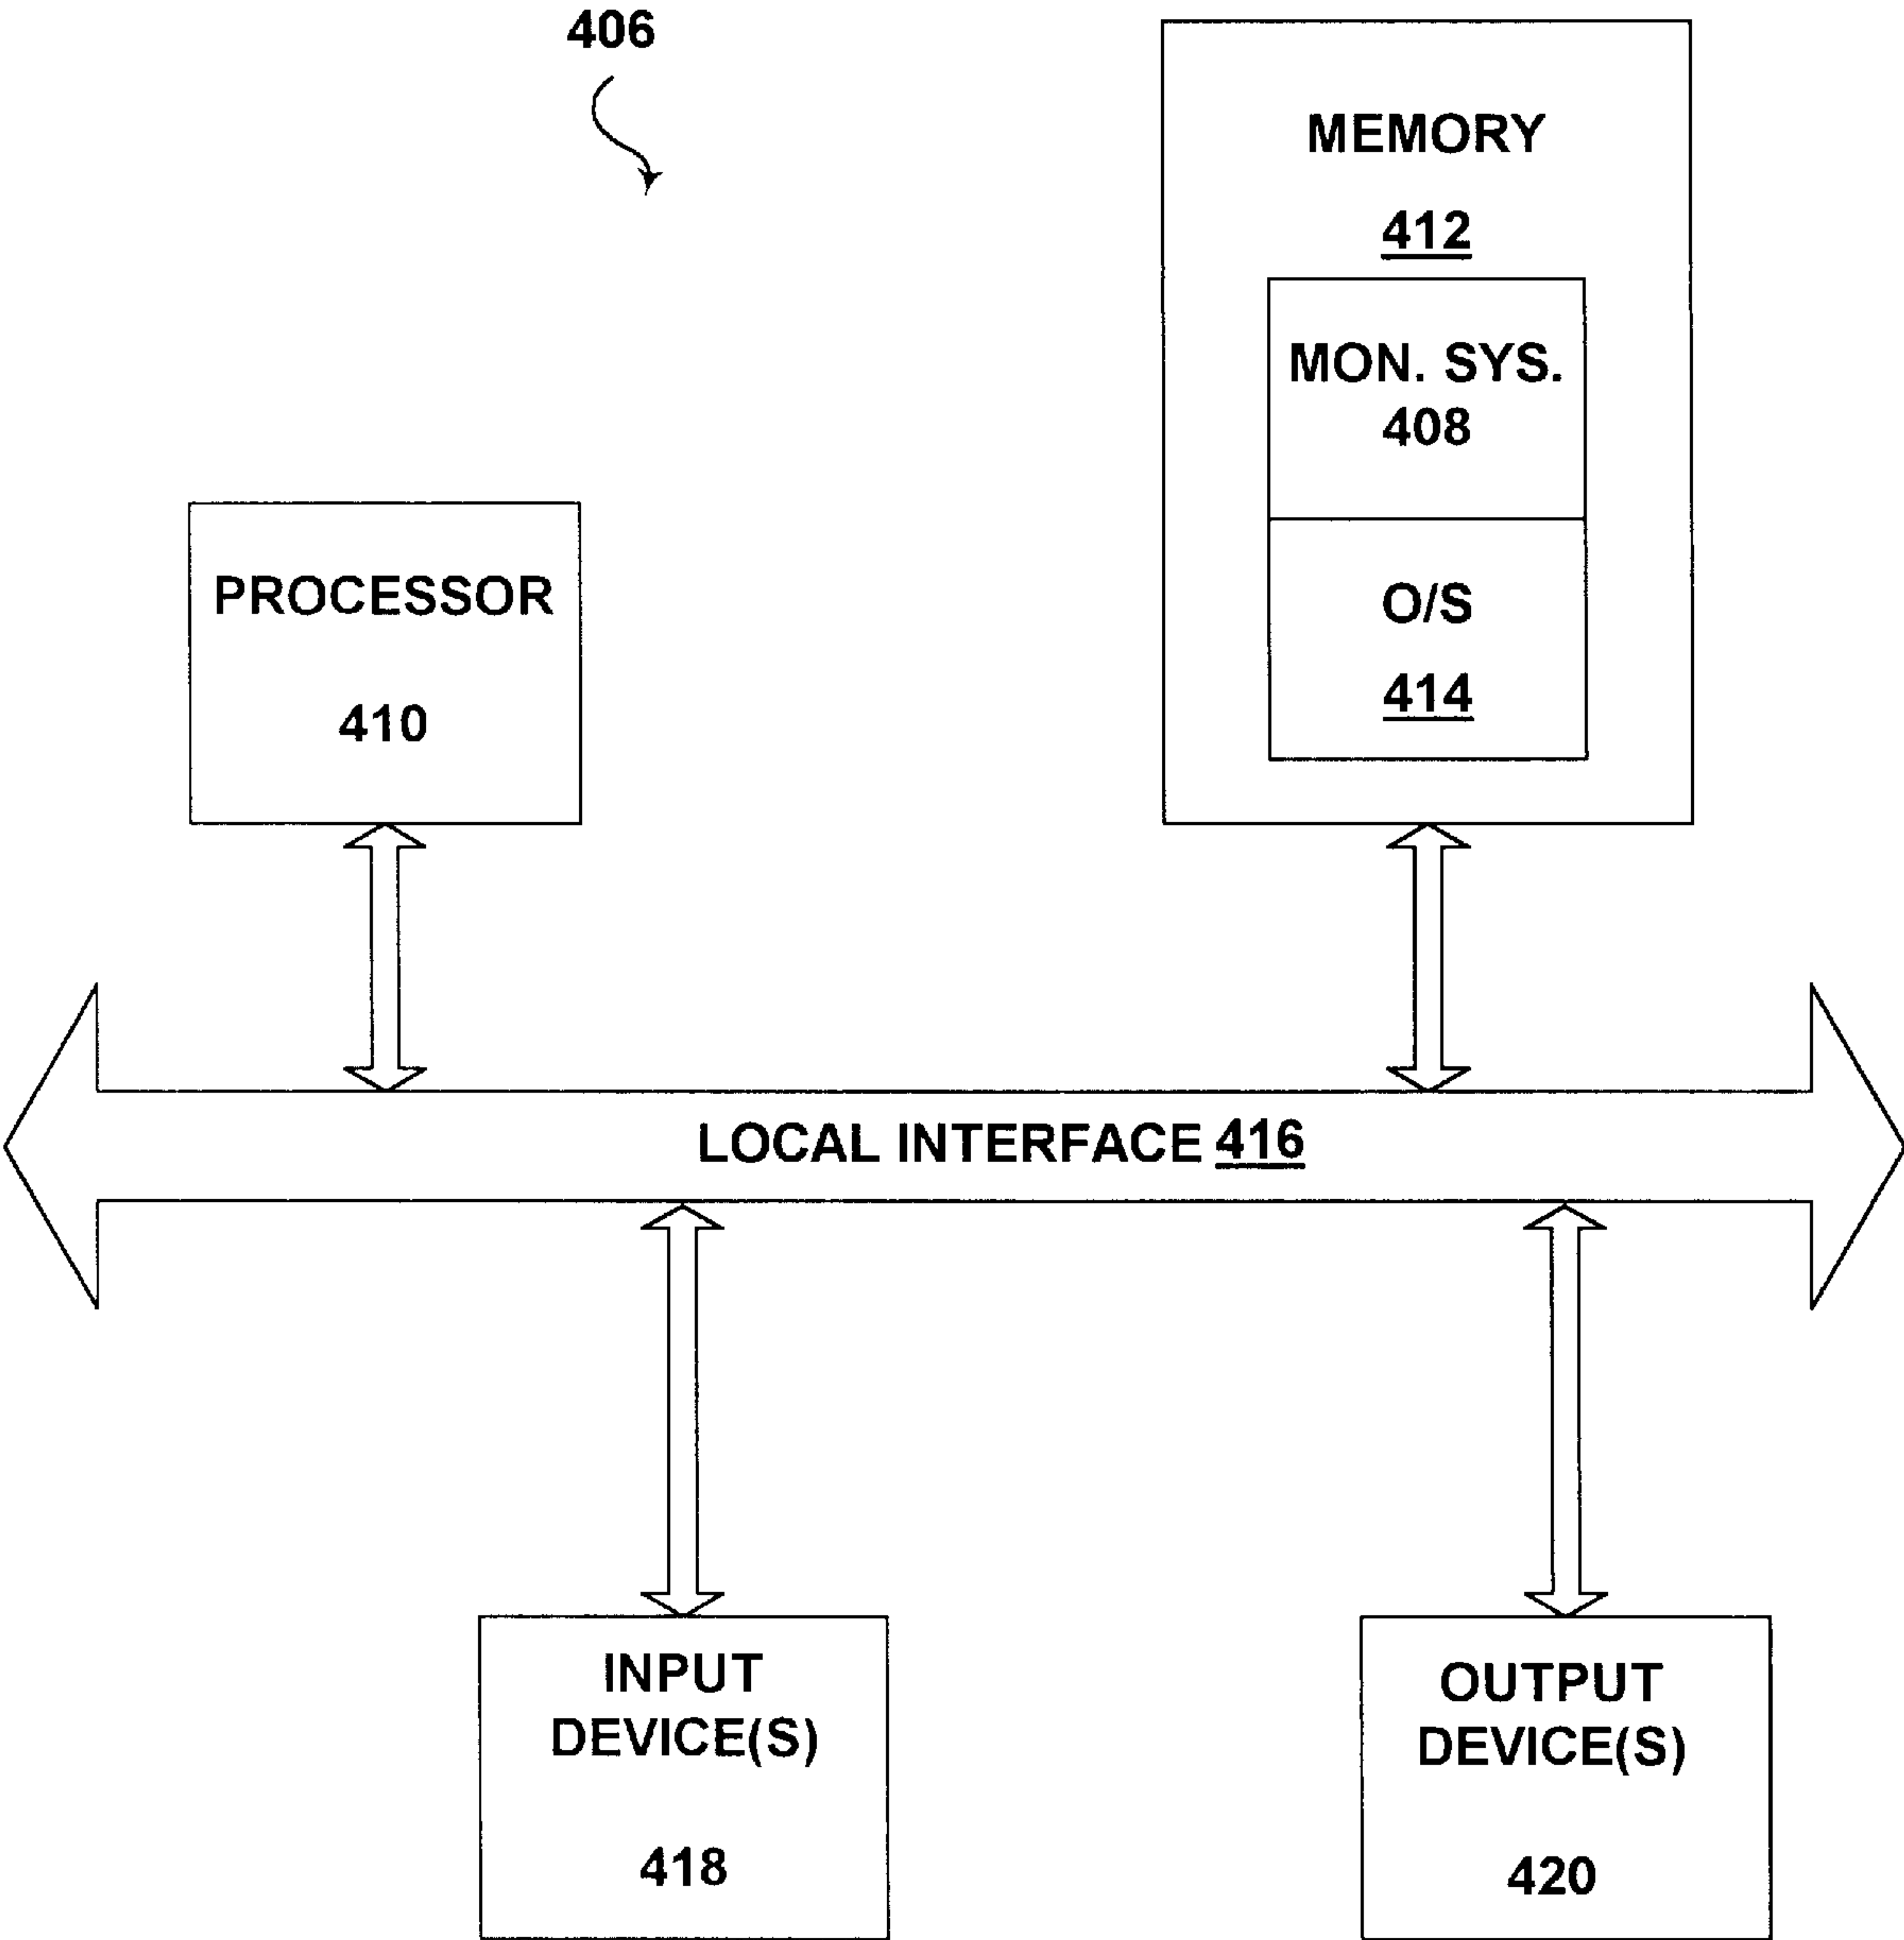 406
MEMORY
412
MON. SYS.
408
PROCESSOR
410
O/S
414
LOCAL INTERFACE 416
INPUT
DEVICE(S)
418
OUTPUT
DEVICE(S)
420